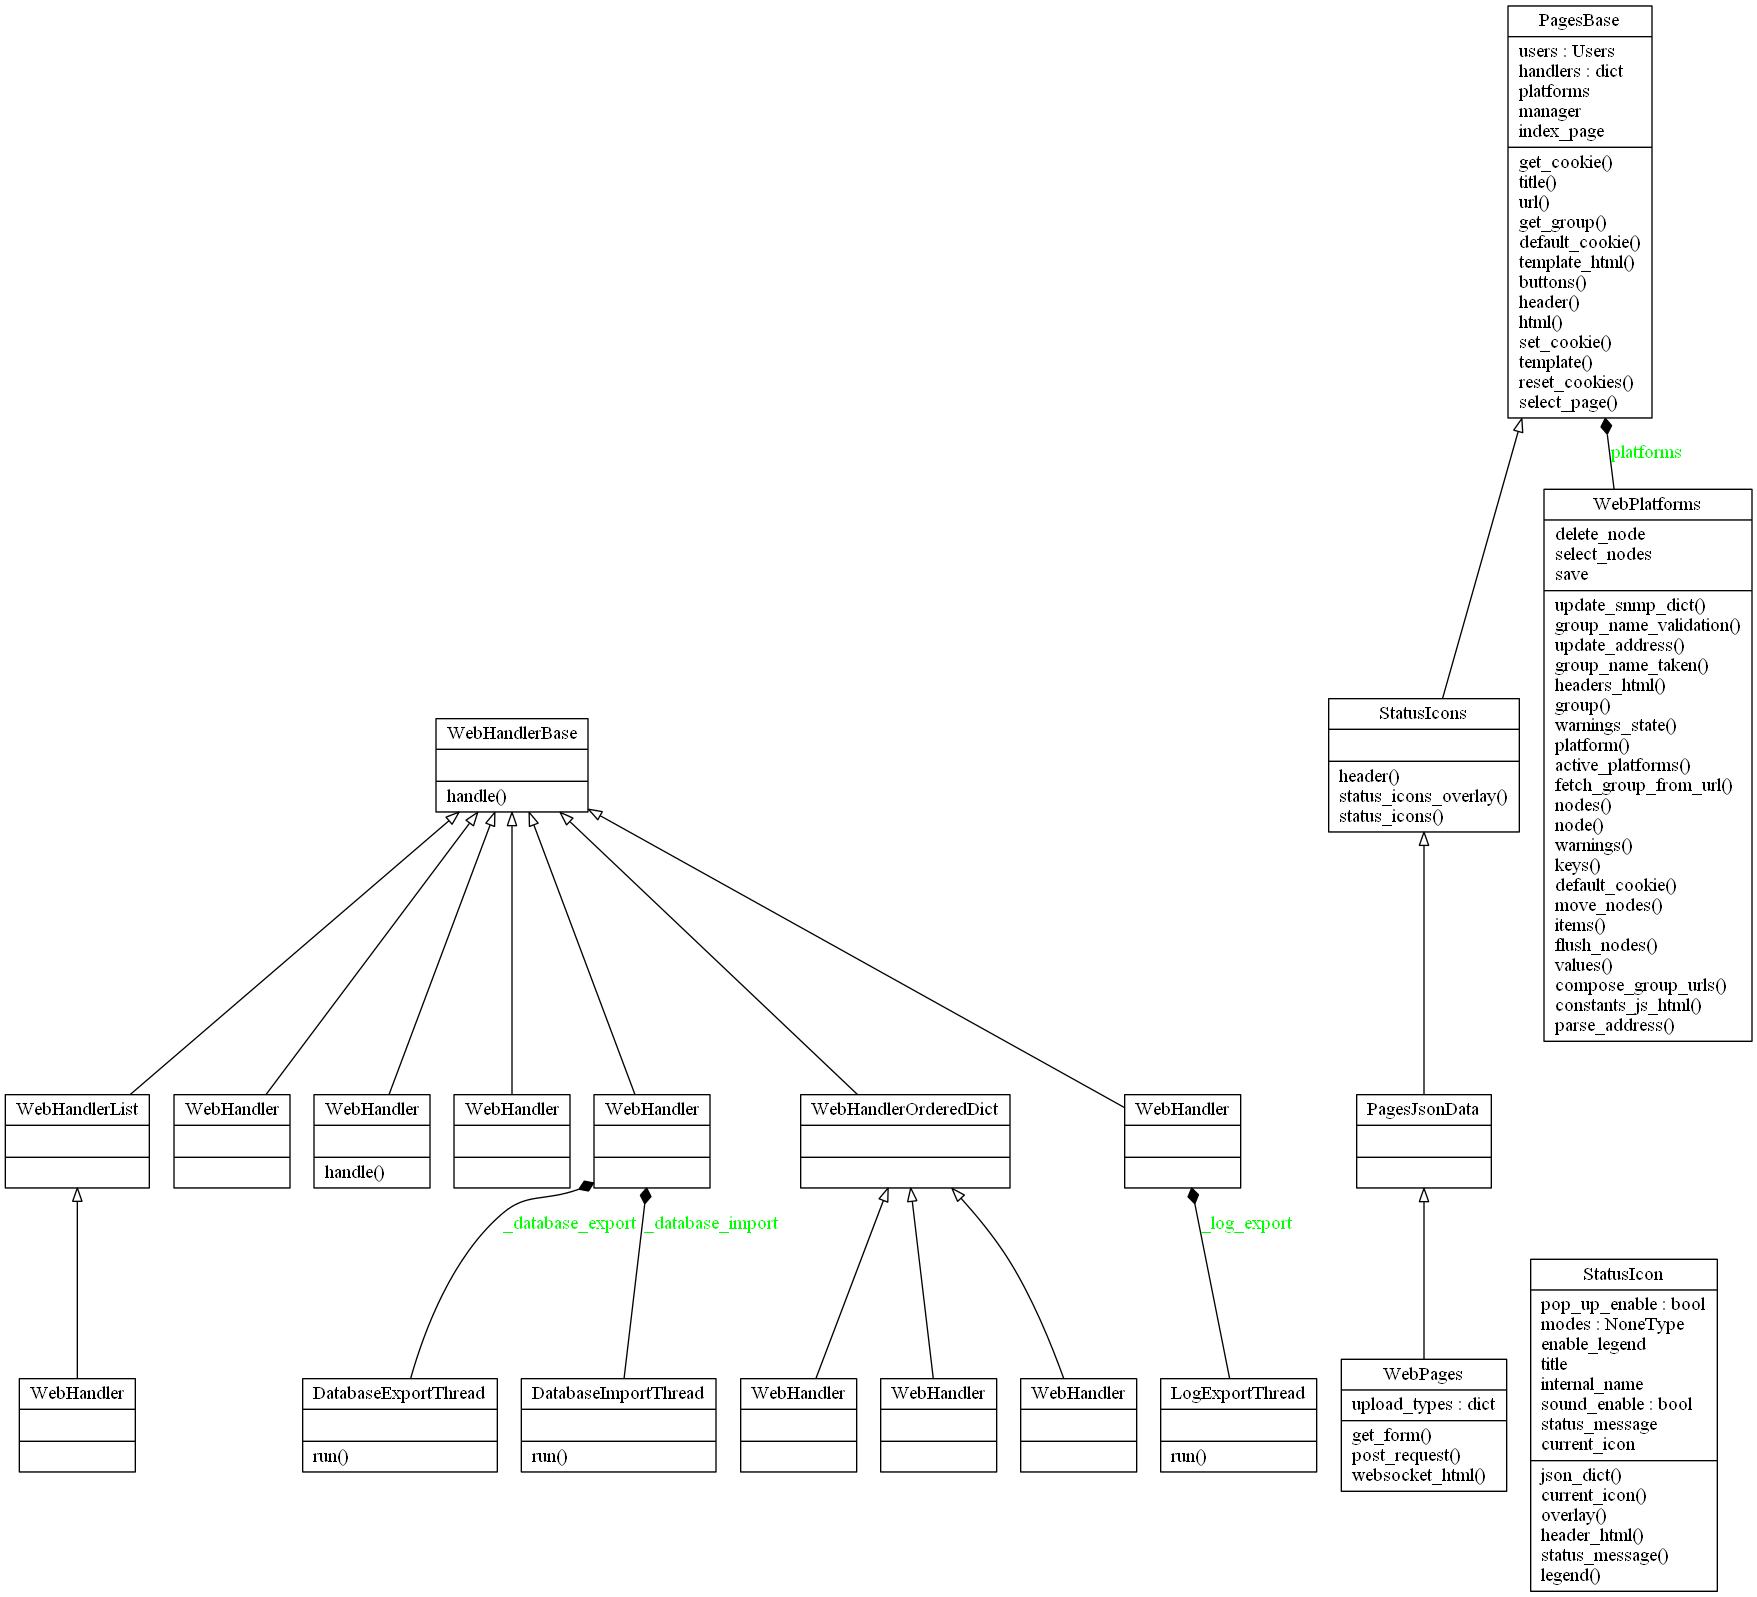 PagesBase
users : Users
handlers : dict
platforms
manager
index_page
get_cookie()
title()
url()
get_group()
default_cookie()
template_html()
buttons()
header()
html()
set_cookie()
template()
reset_cookies()
select_page()
platforms
WebPlatforms
delete_node
select_nodes
save
update_snmp_dict()
group_name_validation()
update_address()
group_name_taken()
headers_html()
group()
warnings_state()
platform()
active_platforms()
fetch_group_from_url()
nodes()
node()
warnings()
keys()
default_cookie()
move_nodes()
items()
flush_nodes()
values()
compose_group_urls()
constants_js_html()
parse_address()
StatusIcons
header()
status_icons_overlay()
status_icons()
WebHandlerBase
handle()
WebHandlerList
WebHandler
WebHandler
handle()
WebHandler
WebHandler
WebHandlerOrderedDict
WebHandler
PagesJsonData
_database_export
_database_import
_log_export
WebHandler
DatabaseExportThread
run()
DatabaseImportThread
run()
WebHandler
WebHandler
WebHandler
LogExportThread
run()
WebPages
upload_types : dict
get_form()
post_request()
websocket_html()
StatusIcon
pop_up_enable : bool
modes : NoneType
enable_legend
title
internal_name
sound_enable : bool
status_message
current_icon
json_dict()
current_icon()
overlay()
header_html()
status_message()
legend()